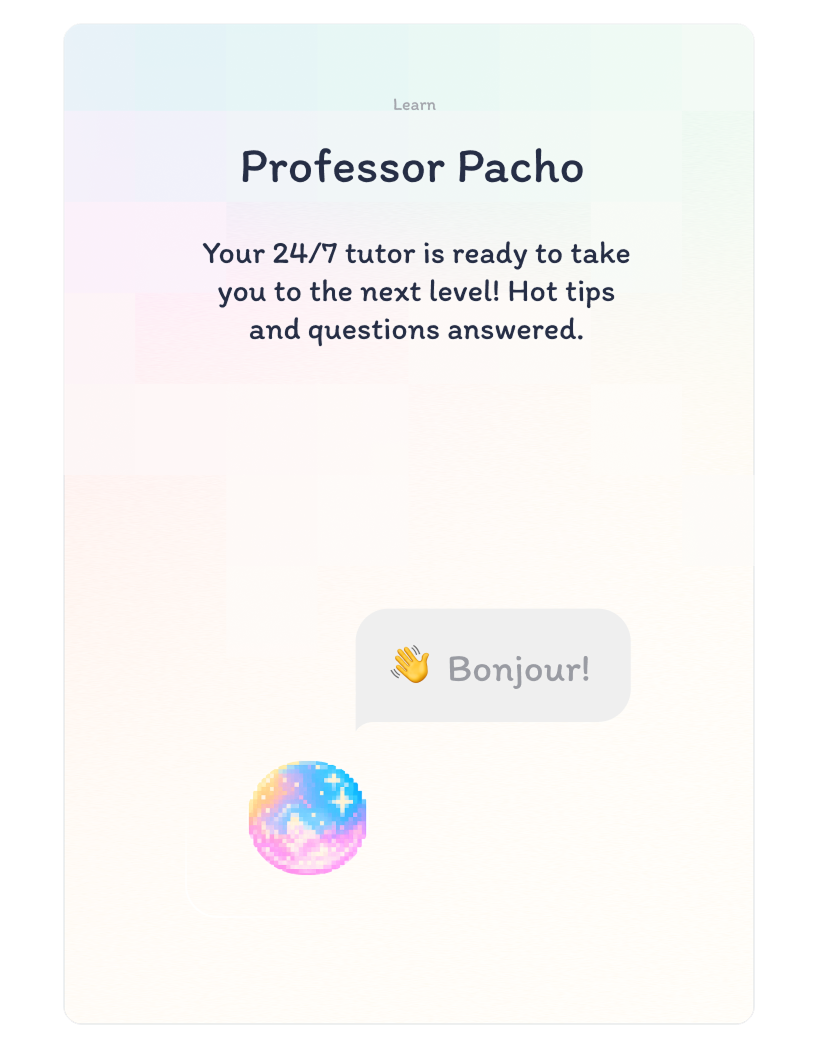 Learn
Professor Pacho
Your 24/7 tutor is ready to take
you to the next level! Hot tips
and questions answered.
👋 Bonjour!